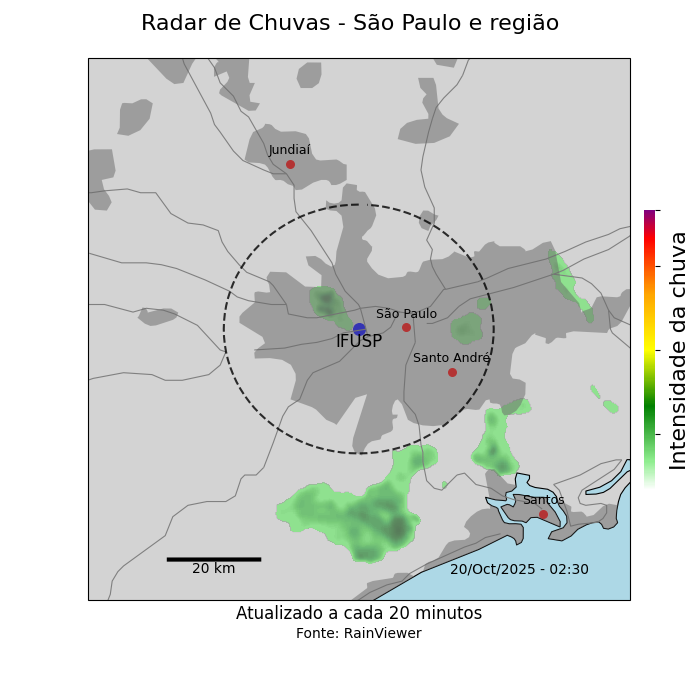 Radar de Chuvas - São Paulo e região
Jundiaí
São Paulo
IFUSP
Santo André
Santos
20 km
20/Oct/2025 - 02:30
Intensidade da chuva
Atualizado a cada 20 minutos
Fonte: RainViewer